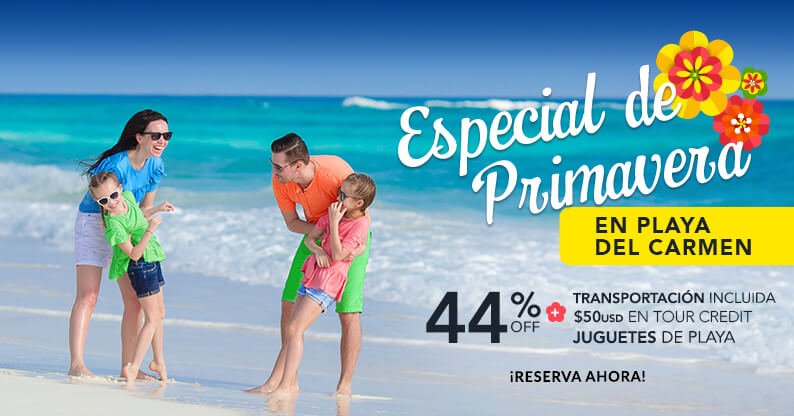 Especial de
Primavera
EN PLAYA
DEL CARMEN
44% OFF
+
TRANSPORTACIÓN INCLUIDA
$50USD EN TOUR CREDIT
JUGUETES DE PLAYA
¡RESERVA AHORA!